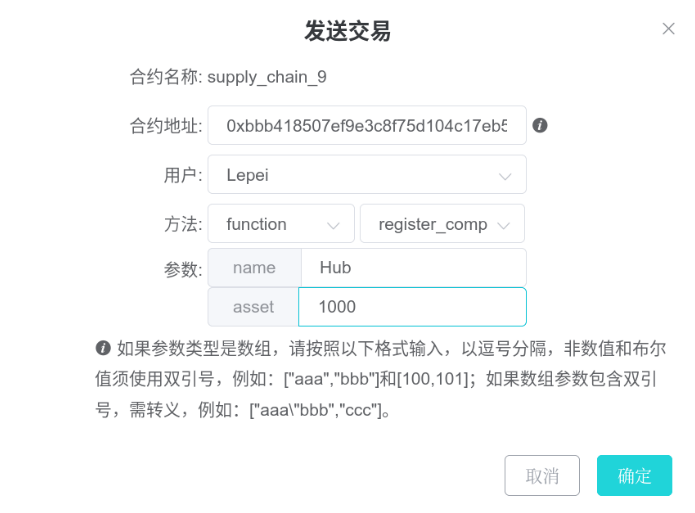 发送交易
合约名称: supply_chain_9
合约地址: 0xbbb418507ef9e3c8f75d104c17eb5
用户: Lepei
方法: function register_comp
参数: name Hub
asset 1000
如果参数类型是数组，请按照以下格式输入，以逗号分隔，非数值和布尔
值须使用双引号，例如：["aaa","bbb"]和[100,101]；如果数组参数包含双引
号，需转义，例如：["aaa\"bbb","ccc"]。
取消 确定